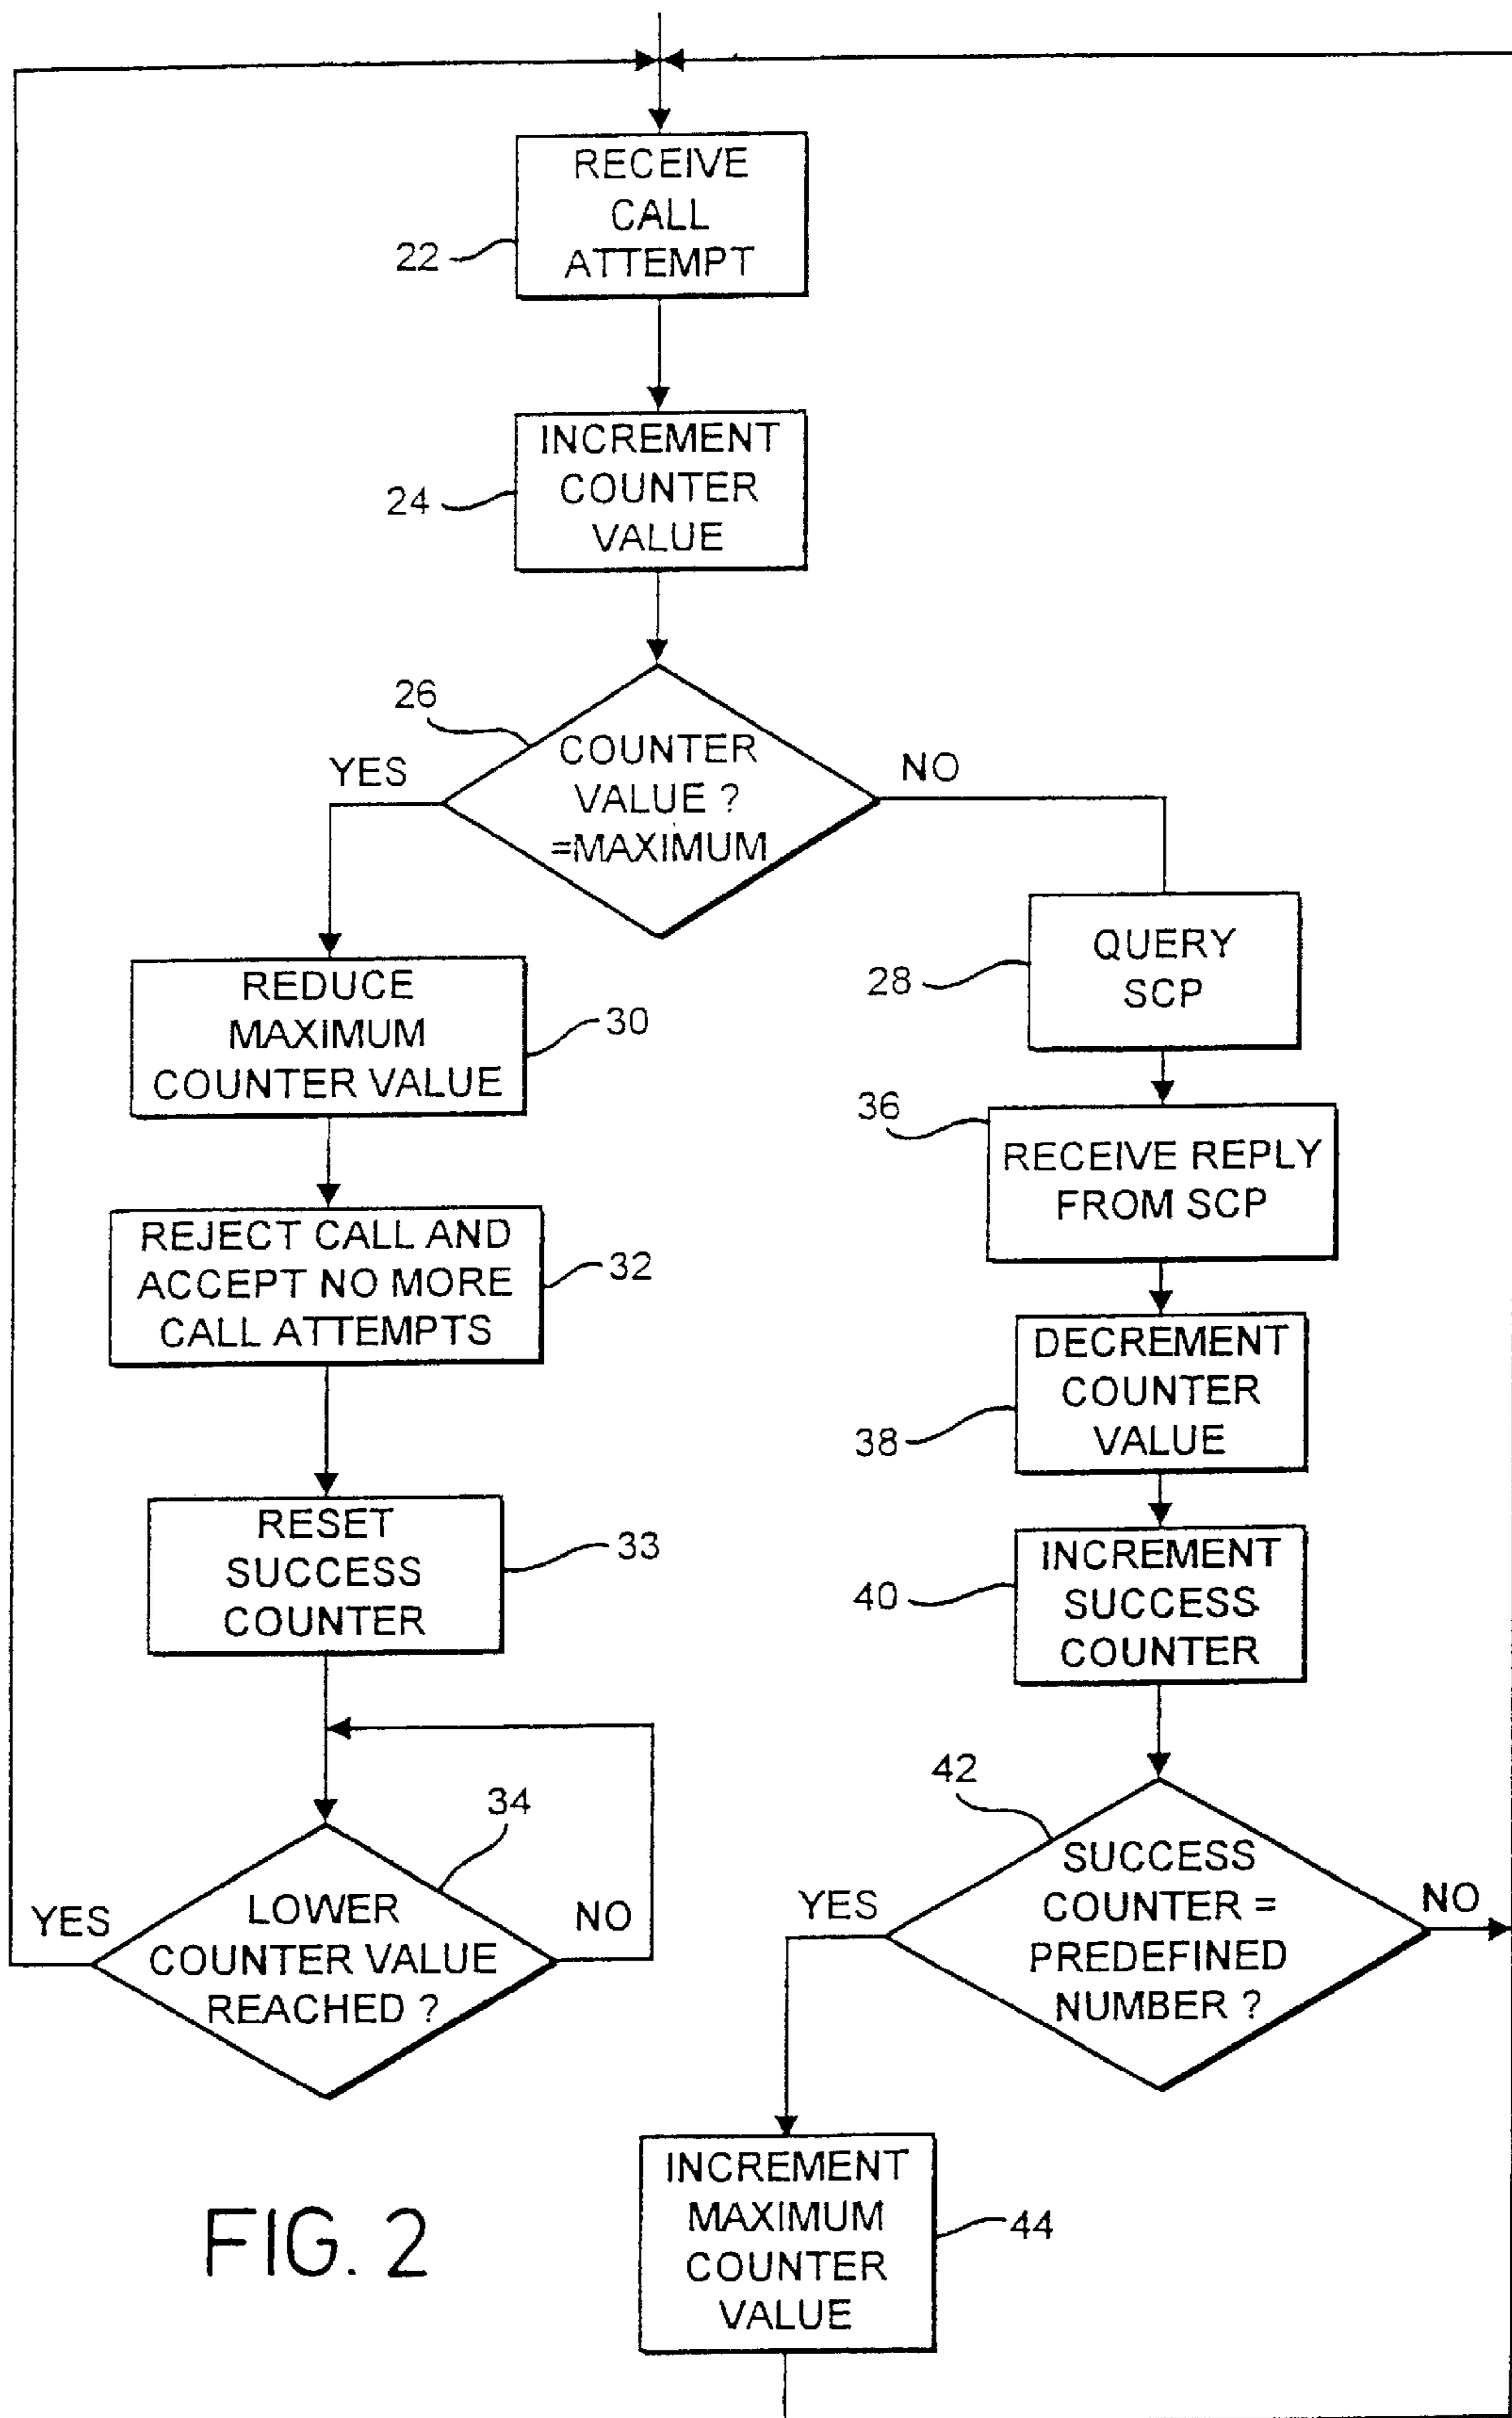 RECEIVE
CALL
ATTEMPT
22
INCREMENT
COUNTER
VALUE
24
26
COUNTER
VALUE ?
=MAXIMUM
YES
NO
REDUCE
MAXIMUM
COUNTER VALUE
30
QUERY
SCP
28
36
RECEIVE REPLY
FROM SCP
REJECT CALL AND
ACCEPT NO MORE
CALL ATTEMPTS
32
DECREMENT
COUNTER
VALUE
38
RESET
SUCCESS
COUNTER
33
INCREMENT
SUCCESS
COUNTER
40
34
LOWER
COUNTER VALUE
REACHED ?
YES
NO
42
SUCCESS
COUNTER =
PREDEFINED
NUMBER ?
YES
NO
INCREMENT
MAXIMUM
COUNTER
VALUE
44
FIG. 2